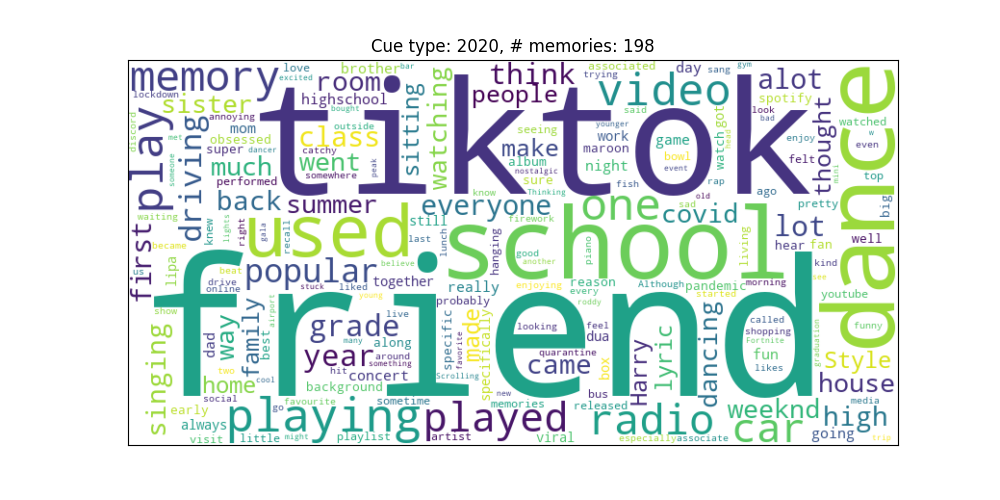 Cue type: 2020, # memories: 198
memory
room
brother
bar
love
excited
associated
trying
day
sang
gym
lockdown
annoying
sister
highschool
bought
watching
think
people
video
alot
spotify
look
bad
play
discord
met
someone
driving
mom
obsessed
super
dancer
outside
class
catchy
somewhere
peak
sitting
tiktok
seeing
make
album
nostalgic
sure
Thinking
younger
work
maroon
night
fish
said
game
bowl
event
rap
watch
got
head
old
ago
felt
thought
enjoy
watched
w
even
top
mini
dance
much
went
performed
back
summer
everyone
know
one
covid
sad
pretty
big
first
waiting
became
us
knew
lights
right
gala
used
recall
still
last
lunch
school
firework
hanging
good
another
piano
living
lot
hear
fan
well
kind
lipa
drive
online
beat
popular
stuck
liked
together
believe
young
really
probably
enjoying
reason
every
roddy
Although
pandemic
started
morning
see
youtube
show
singing
dad
way
family
best
airport
friend
grade
many
live
along
year
around
something
hit
concert
cool
two
home
social
background
specific
favorite
Scrolling
made
specifically
looking
quarantine
came
feel
dua
box
bus
Harry
lyric
dancing
called
shopping
Fortnite
fun
likes
graduation
funny
Style
house
early
always
visit
little
go
might
favourite
playlist
playing
sometime
played
artist
memories
new
viral
released
radio
especially
associate
weeknd
car
high
going
trip